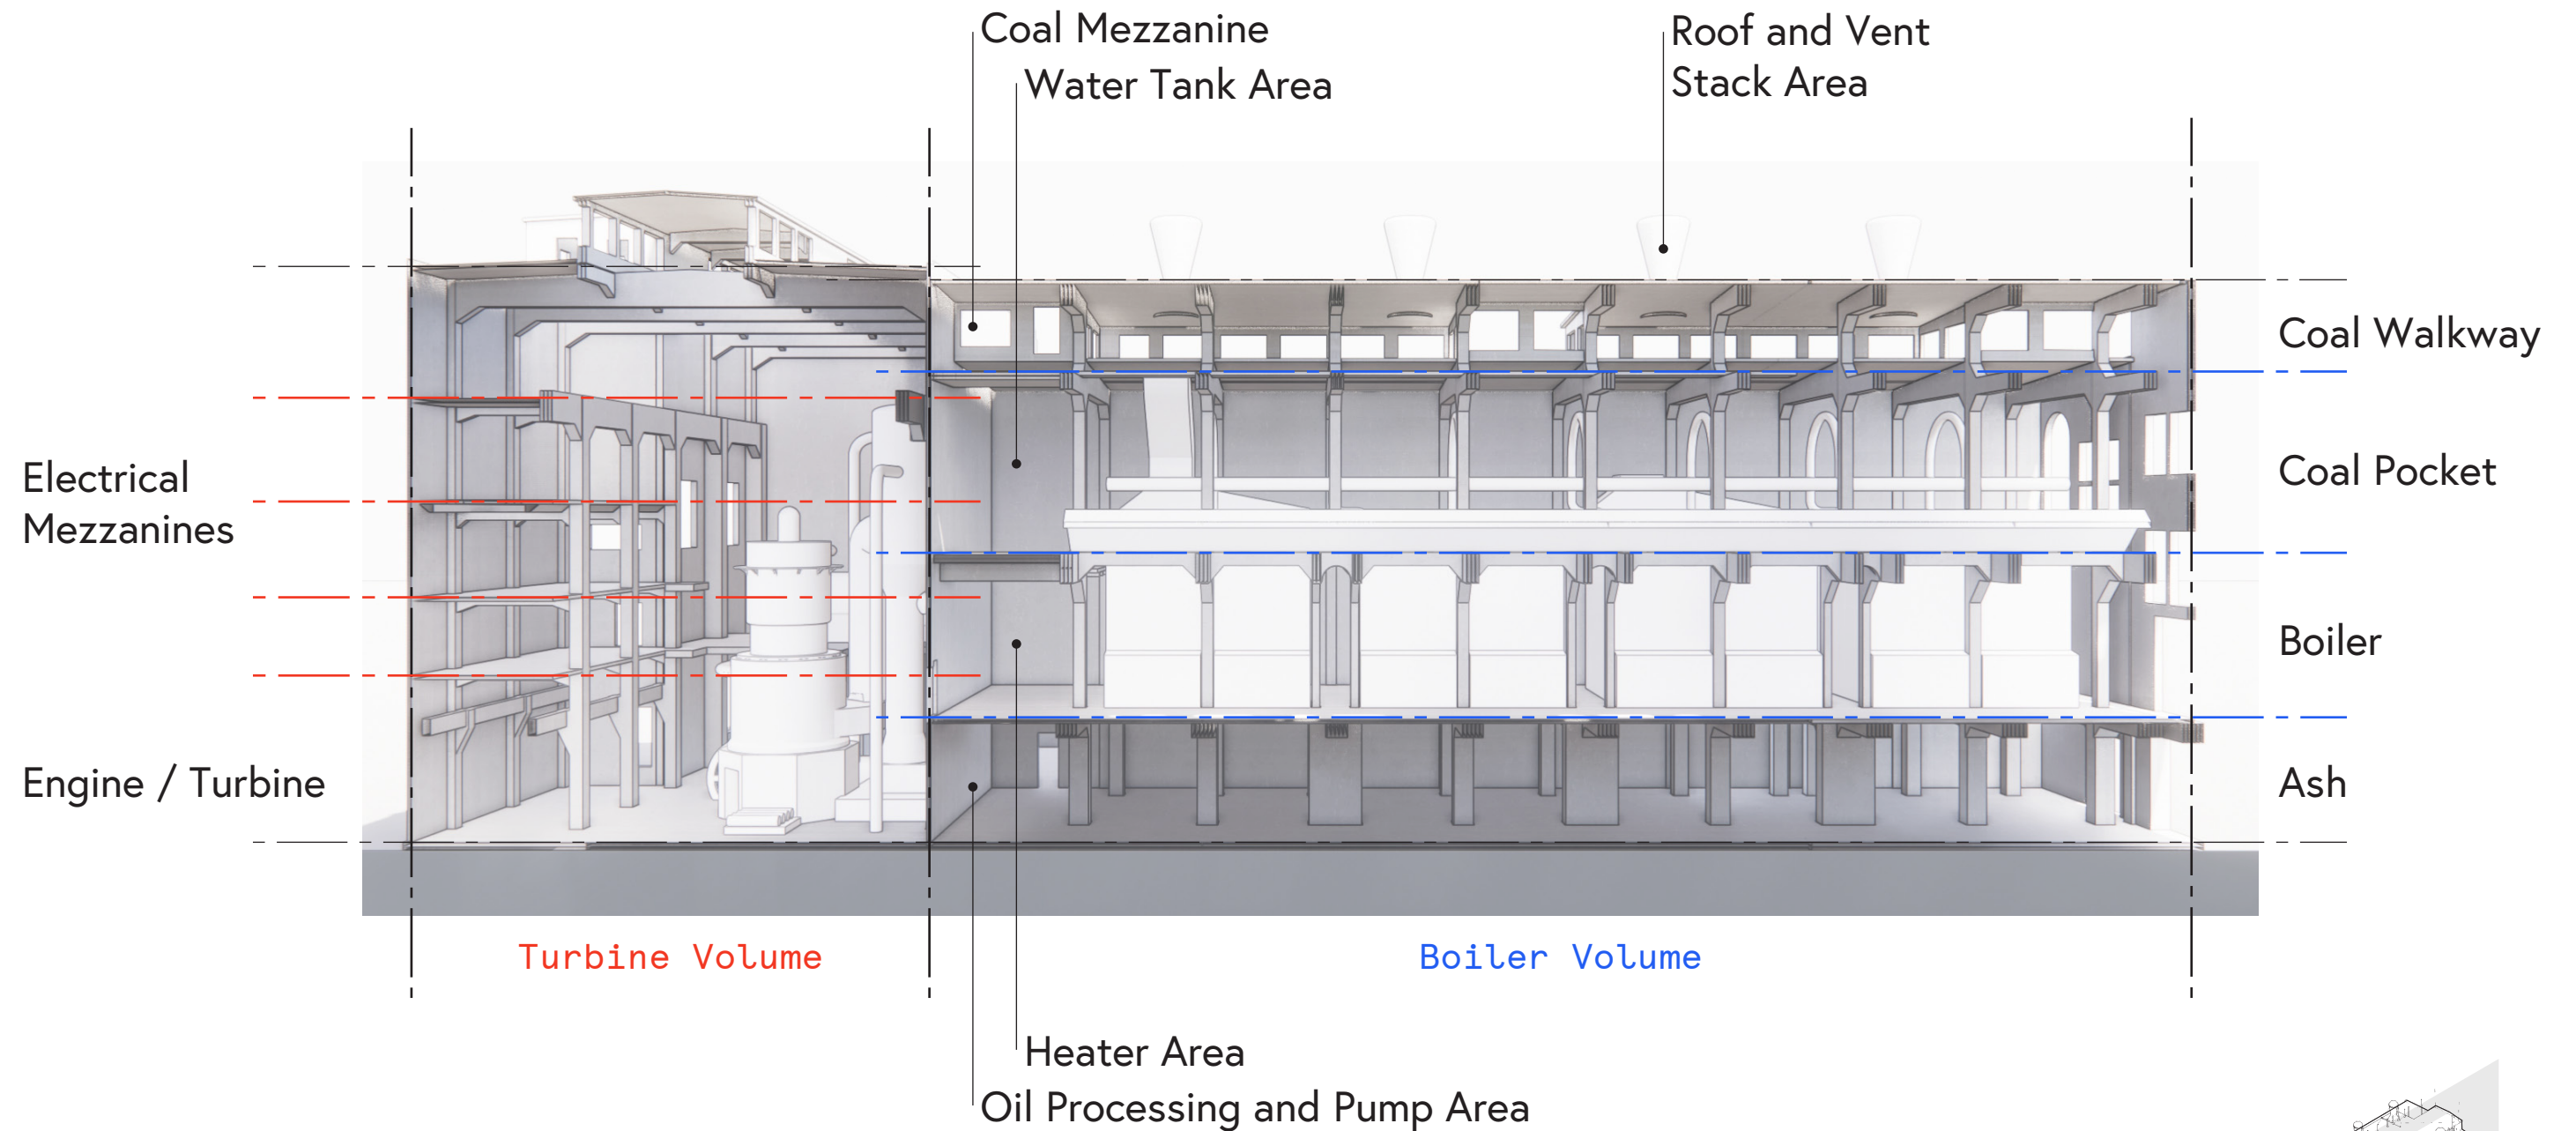 Coal Mezzanine
Water Tank Area
Roof and Vent
Stack Area
Coal Walkway
Electrical
Mezzanines
Coal Pocket
Boiler
Engine / Turbine
Ash
Turbine Volume
Boiler Volume
Heater Area
Oil Processing and Pump Area